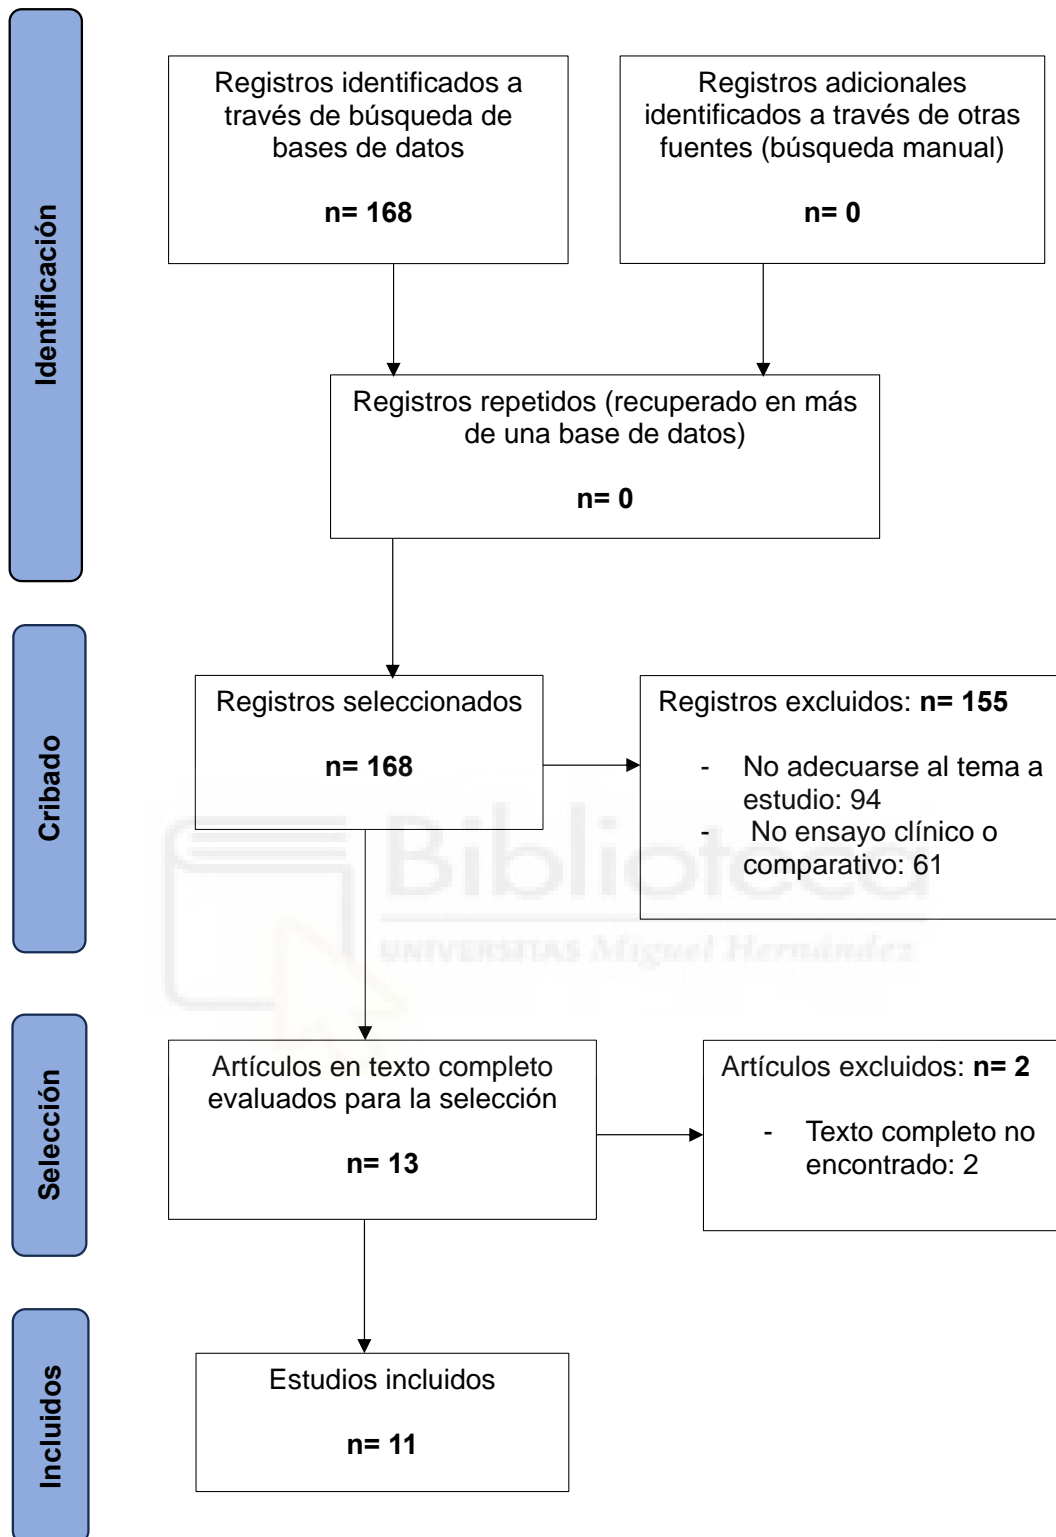 Identificación
Registros identificados a
través de búsqueda de
bases de datos
n= 168
Registros adicionales
identificados a través de otras
fuentes (búsqueda manual)
n= 0
Registros repetidos (recuperado en más
de una base de datos)
n= 0
Cribado
Registros seleccionados
n= 168
Registros excluidos: n= 155
- No adecuarse al tema a
estudio: 94
- No ensayo clínico o
comparativo: 61
Biblioteca
UNIVERSITAS Miguel Hernández
Selección
Artículos en texto completo
evaluados para la selección
n= 13
Artículos excluidos: n= 2
- Texto completo no
encontrado: 2
Incluidos
Estudios incluidos
n= 11